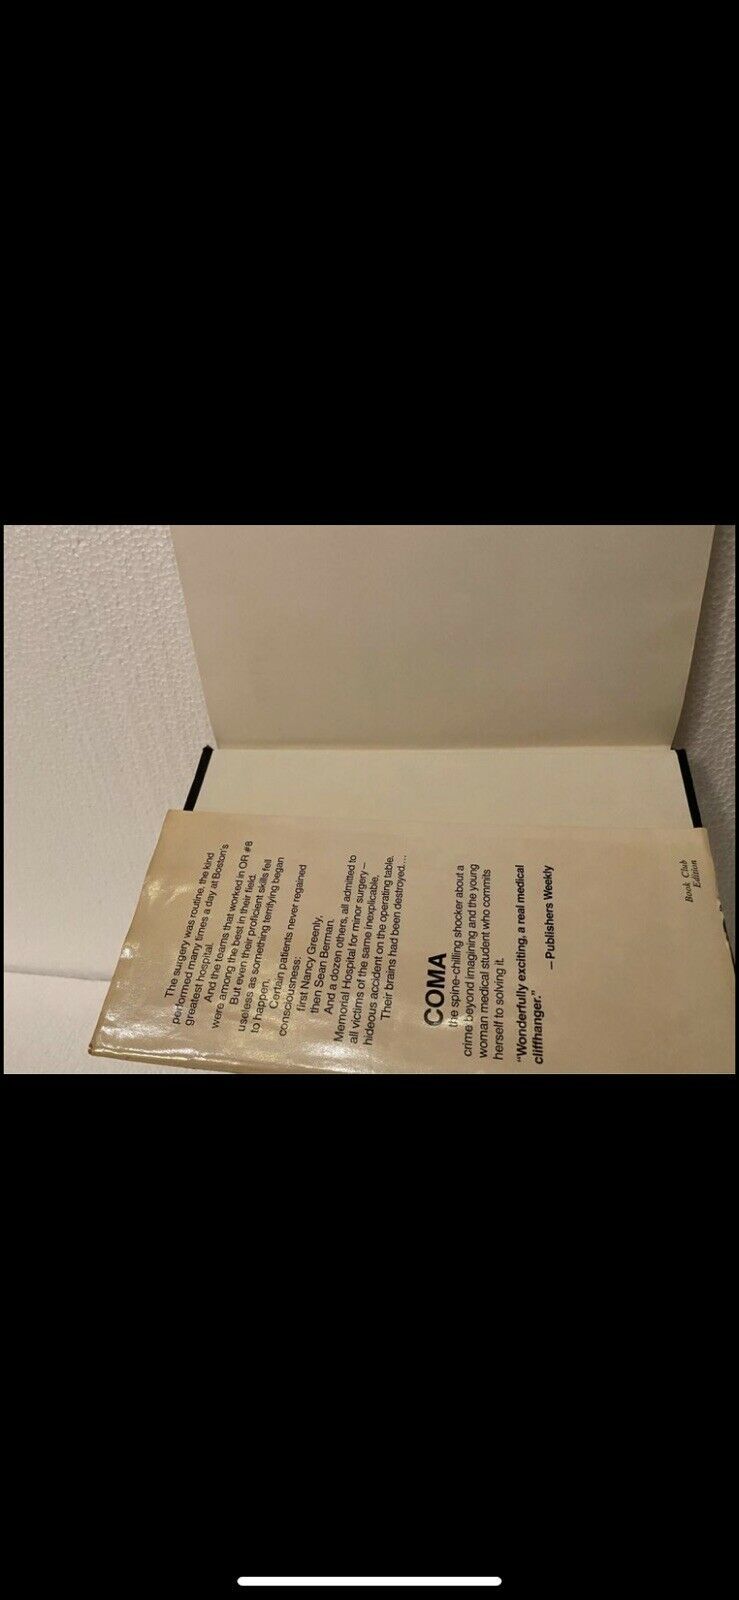 The surgery was routine, the kind
performed many times a day at Boston's
greatest hospital.
And the teams that worked in OR #8
were among the best in their field.
But even their proficient skills fell
useless as something terrifying began
to happen.
Certain patients never regained
consciousness:
first Nancy Greenly,
then Sean Berman.
And a dozen others, all admitted to
Memorial Hospital for minor surgery—
all victims of the same inexplicable,
hideous accident on the operating table.
Their brains had been destroyed....
COMA
the spine-chilling shocker about a
crime beyond imagining and the young
woman medical student who commits
herself to solving it.
"Wonderfully exciting, a real medical
cliffhanger."
—Publishers Weekly
Book Club
Edition